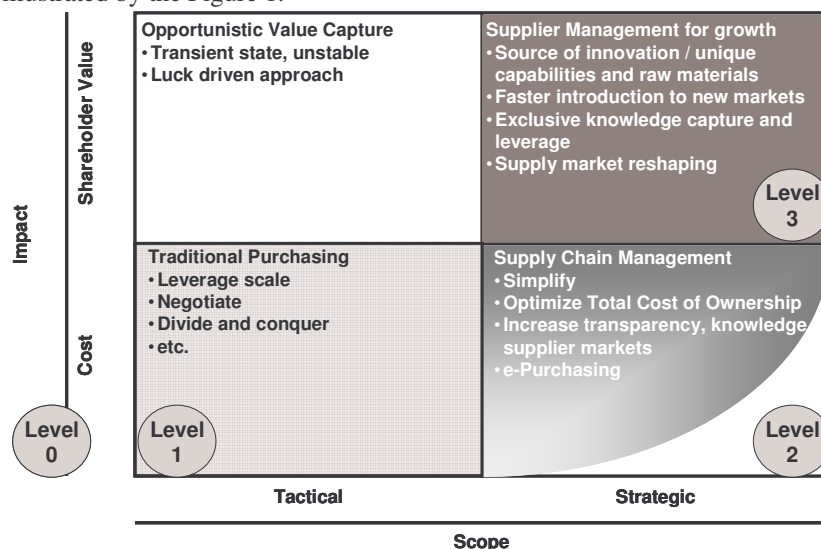 illustrated by the Figure 1.
Impact
Shareholder Value
Cost
Opportunistic Value Capture
• Transient state, unstable
• Luck driven approach
Supplier Management for growth
• Source of innovation / unique
capabilities and raw materials
• Faster introduction to new markets
• Exclusive knowledge capture and
leverage
• Supply market reshaping
Level
3
Traditional Purchasing
• Leverage scale
• Negotiate
• Divide and conquer
• etc.
Supply Chain Management
• Simplify
• Optimize Total Cost of Ownership
• Increase transparency, knowledge
supplier markets
• e-Purchasing
Level
0
Level
1
Level
2
Tactical
Strategic
Scope